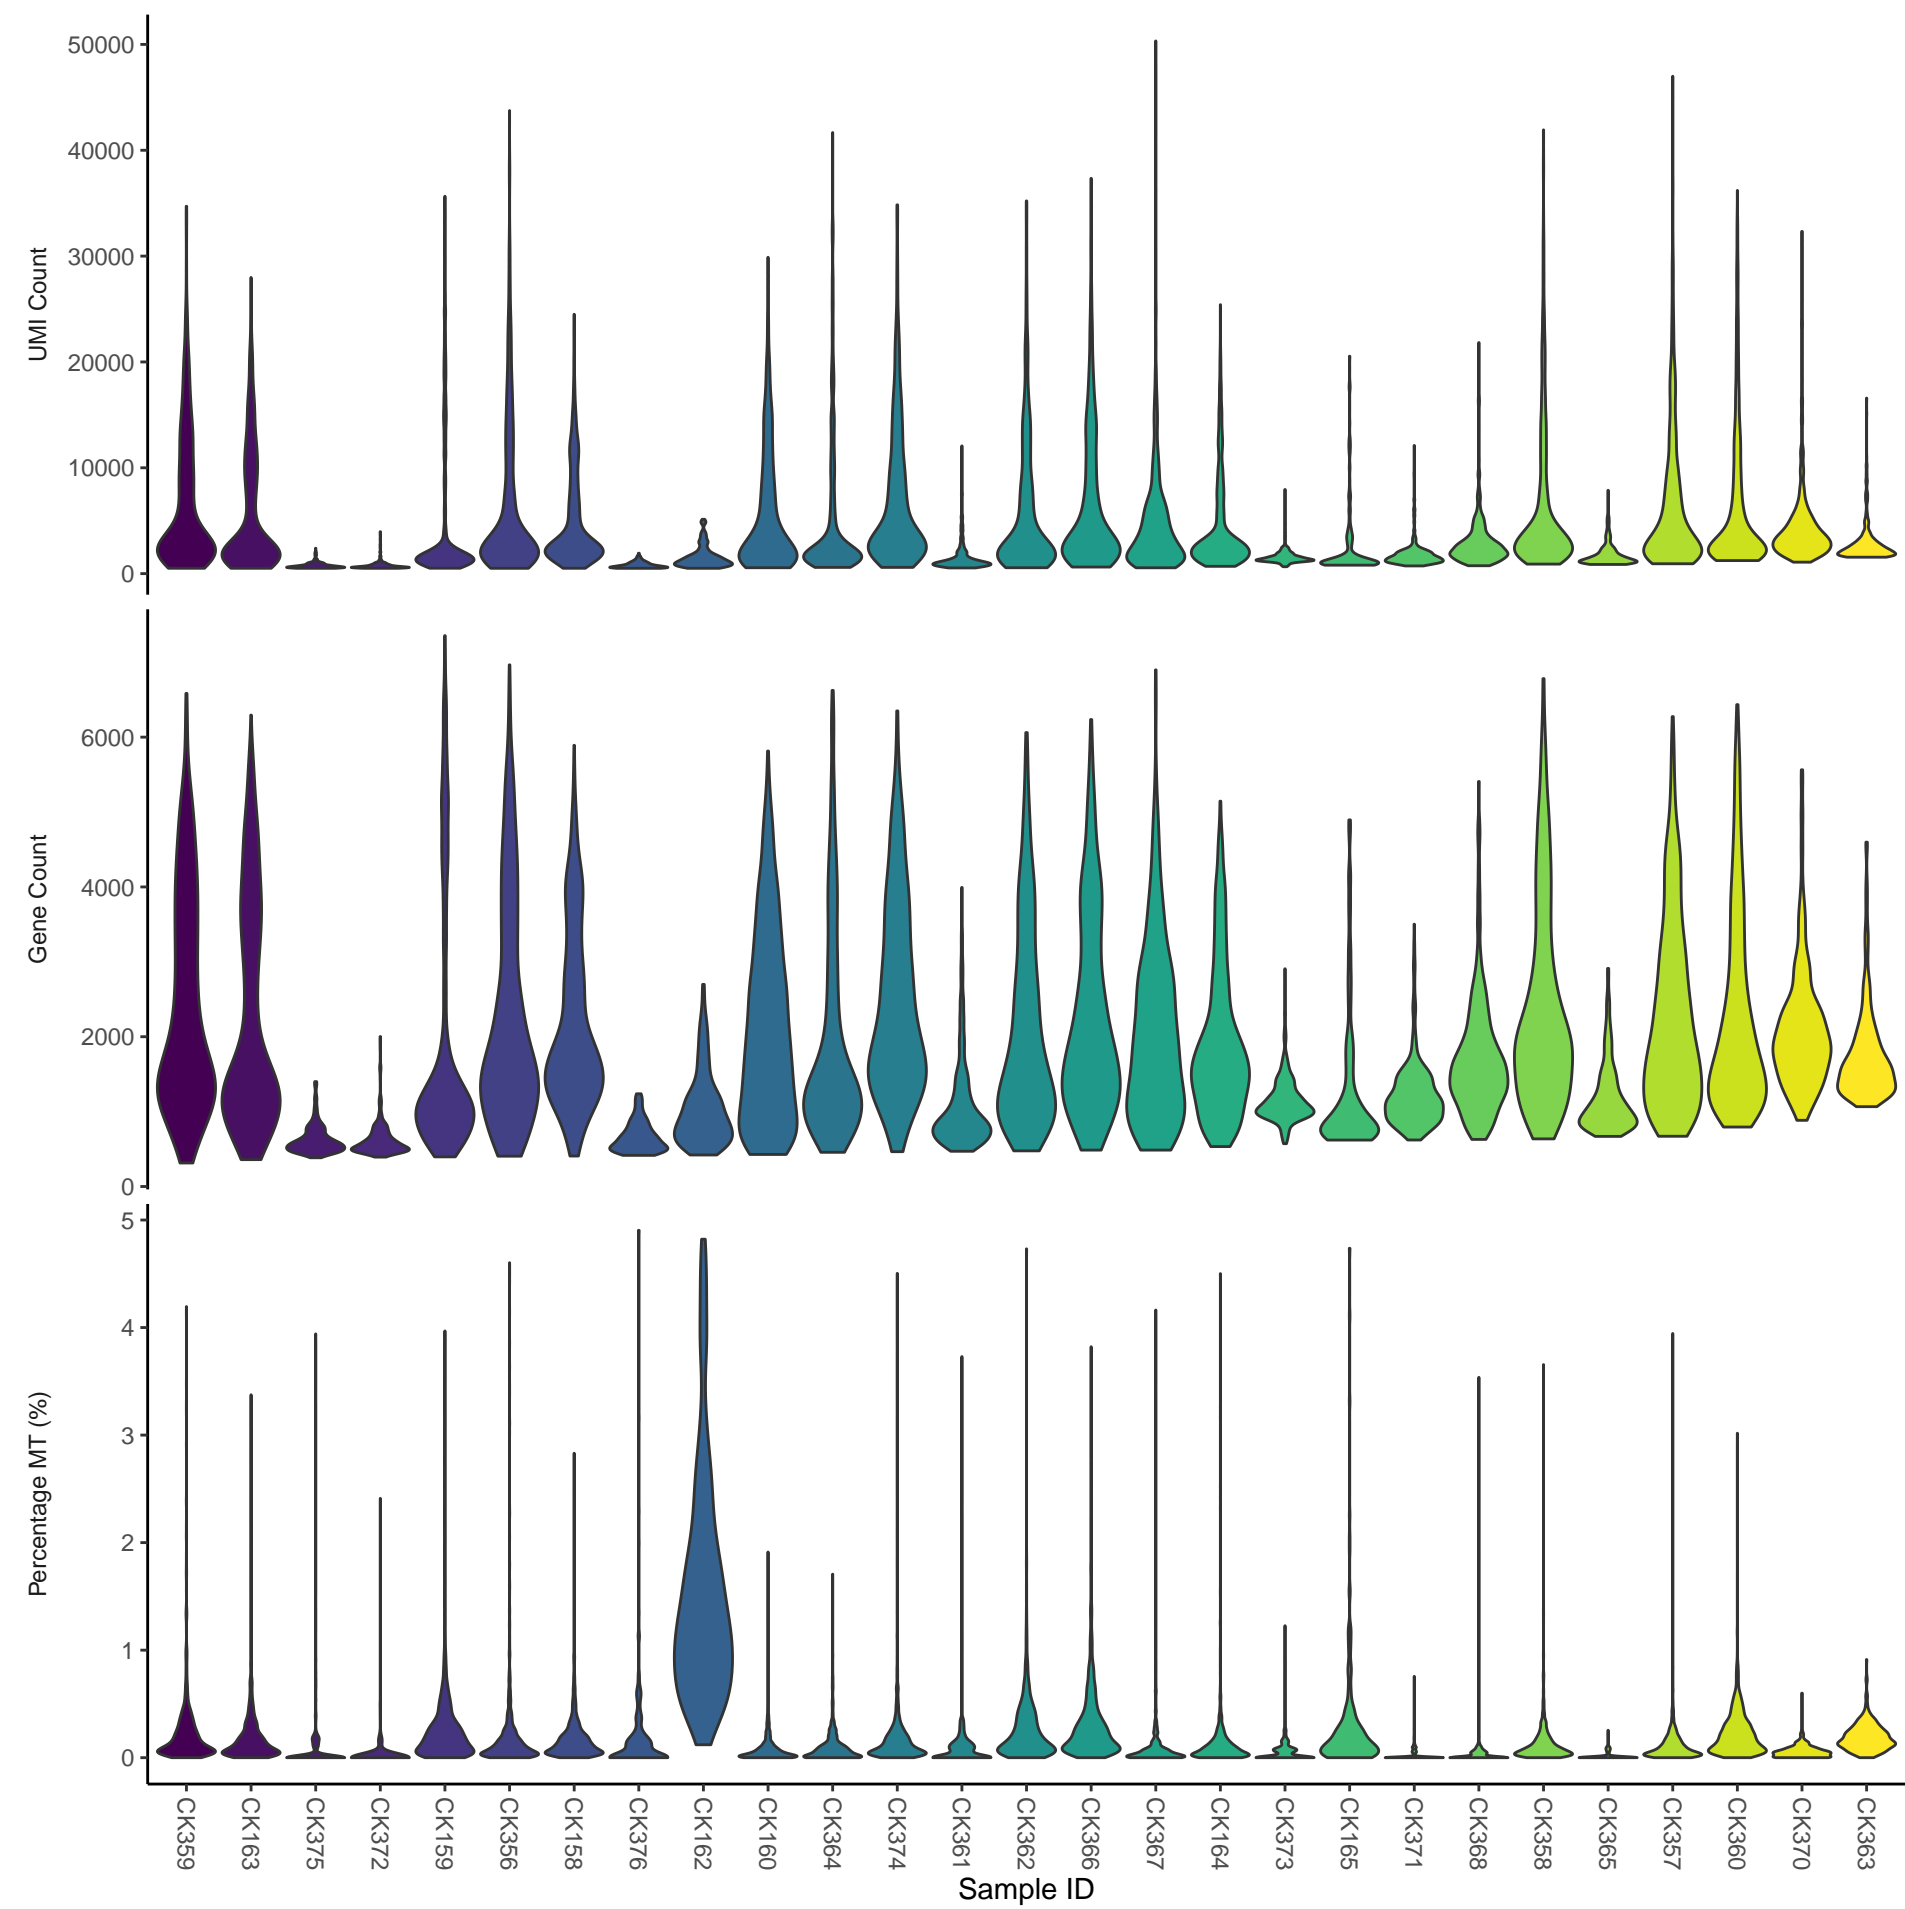 UMI Count
50000
40000
30000
20000
10000
0
Gene Count
6000
4000
2000
0
Percentage MT (%)
5
4
3
2
1
0
CK359
CK163
CK375
CK372
CK159
CK356
CK158
CK376
CK162
CK160
CK364
CK374
CK361
CK362
CK366
CK367
CK164
CK373
CK165
CK371
CK368
CK358
CK365
CK357
CK360
CK370
CK363
Sample ID